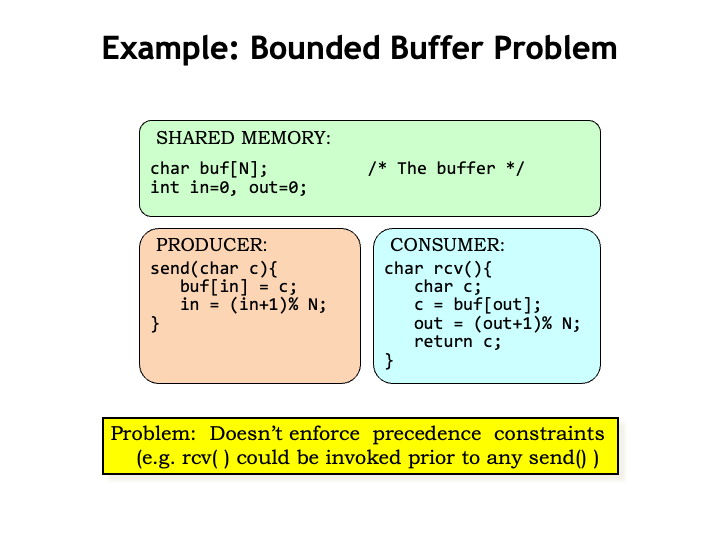 Example: Bounded Buffer Problem
SHARED MEMORY:
char buf[N];          /* The buffer */
int in=0, out=0;
PRODUCER:
send(char c){
   buf[in] = c;
   in = (in+1)% N;
}
CONSUMER:
char rcv(){
   char c;
   c = buf[out];
   out = (out+1)% N;
   return c;
}
Problem:  Doesn’t enforce  precedence  constraints
(e.g. rcv( ) could be invoked prior to any send() )